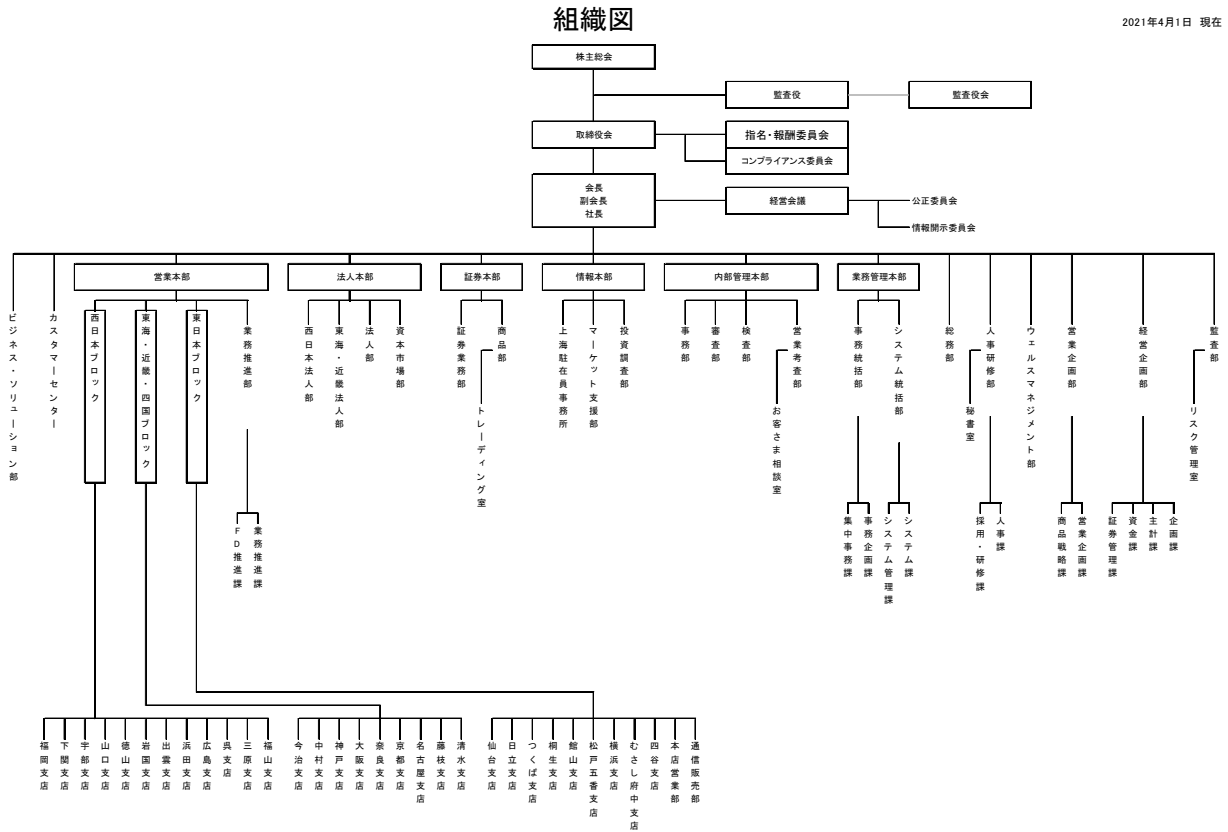 組織図
2021年4月1日 現在
株主総会
監査役
監査役会
取締役会
指名・報酬委員会
コンプライアンス委員会
会長
副会長
社長
経営会議
公正委員会
情報開示委員会
営業本部
法人本部
証券本部
情報本部
内部管理本部
業務管理本部
ビジネス・ソリューション部
カスタマーセンター
西日本ブロック
東海・近畿・四国ブロック
東日本ブロック
業務推進部
西日本法人部
東海・近畿法人部
法人部
資本市場部
証券業務部
商品部
上海駐在員事務所
マーケット支援部
投資調査部
事務部
審査部
検査部
営業考査部
事務統括部
システム統括部
総務部
人事研修部
ウェルスマネジメント部
営業企画部
経営企画部
監査部
トレーディング室
お客さま相談室
秘書室
リスク管理室
FD推進課
業務推進課
集中事務課
事務企画課
システム管理課
システム課
採用・研修課
人事課
商品戦略課
営業企画課
証券管理課
資金課
主計課
企画課
福岡支店
下関支店
宇部支店
山口支店
徳山支店
岩国支店
出雲支店
浜田支店
広島支店
呉支店
三原支店
福山支店
今治支店
中村支店
神戸支店
大阪支店
奈良支店
京都支店
名古屋支店
藤枝支店
清水支店
仙台支店
日立支店
つくば支店
桐生支店
館山支店
松戸五香支店
横浜支店
むさし府中支店
四谷支店
本店営業部
通信販売部